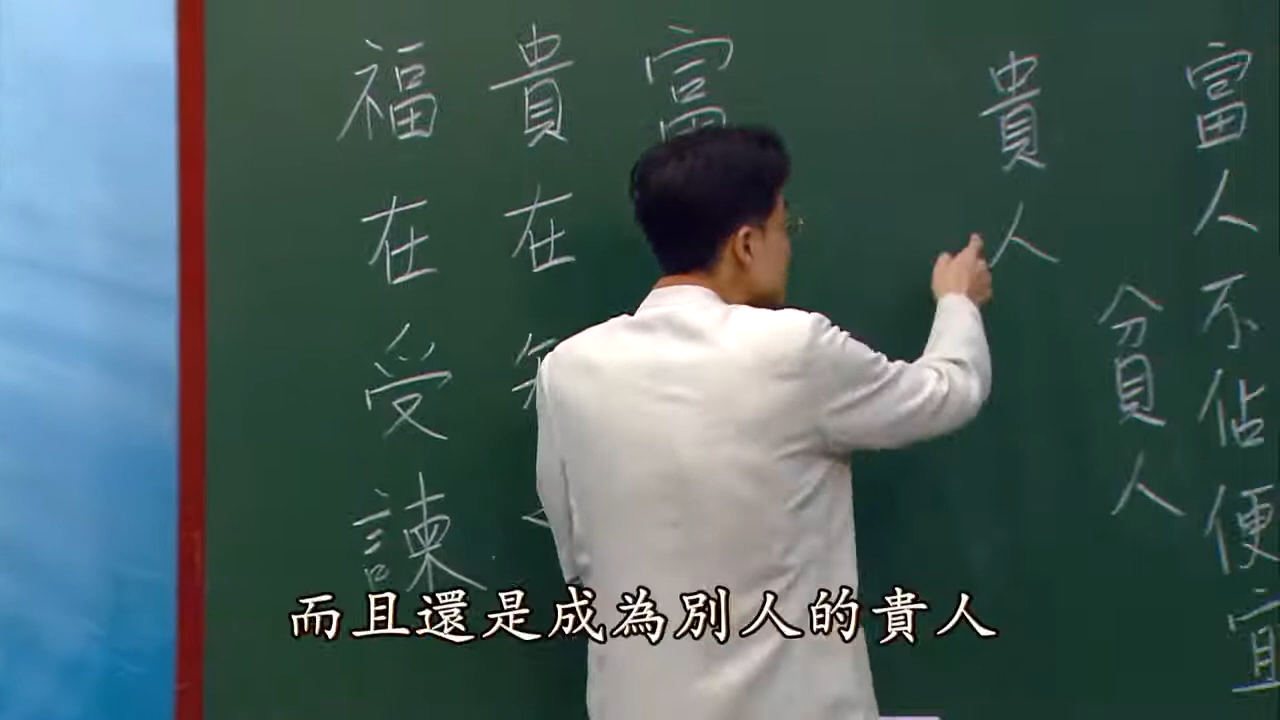 富人不佔便宜
貧人
貴人
富
貴在
福在受諫
而且還是成為別人的貴人